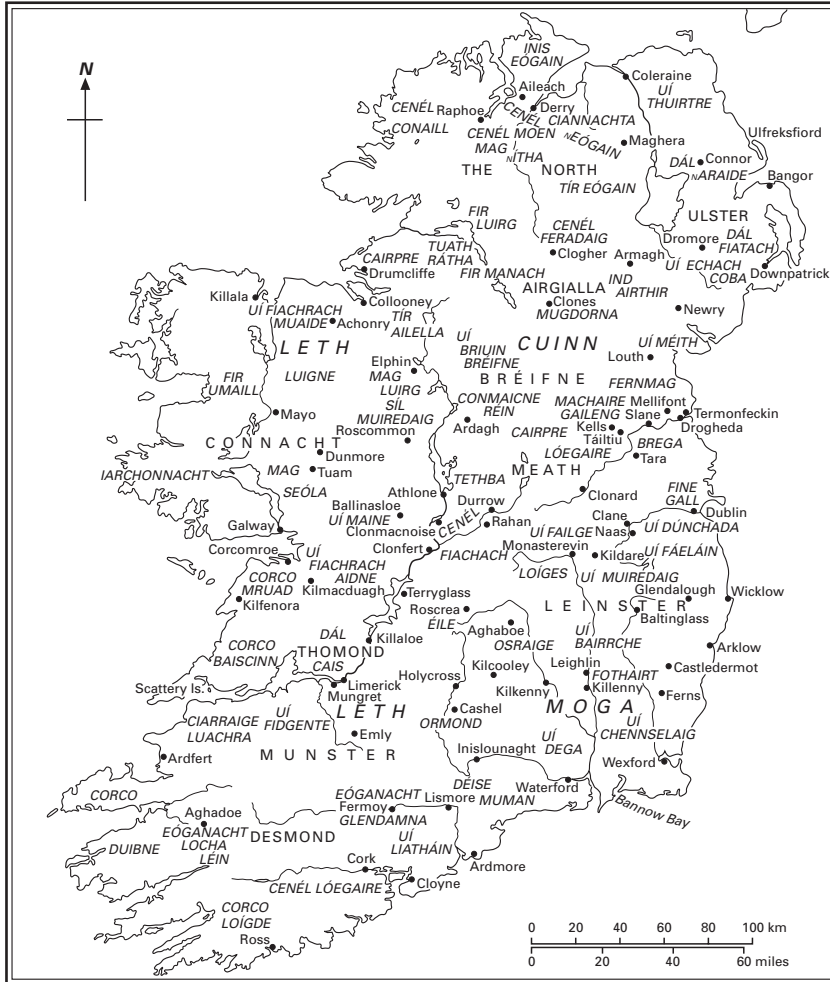 N
INIS
EÓGAIN
Aileach
Coleraine
UÍ
THUIRTRE
CENÉL
CONAILL
Raphoe
CENÉL
Derry
CIANNACHTA
NEÓGAIN
CENÉL MOEN
MAG
NÍTHA
Maghera
Ulfreksfiord
DÁL
Connor
NARAIDE
THE NORTH
TÍR EÓGAIN
Bangor
FIR
LUIRG
ULSTER
CENÉL
FERADAIG
Dromore
DÁL
FIATACH
TUATH
RÁTHA
CAIRPRE
Drumcliffe
Clogher
Armagh
FIR MANACH
UÍ ECHACH
COBA
Downpatrick
IND
AIRTHIR
AIRGIALLA
Killala
Collooney
Clones
MUGDORNA
Newry
UÍ FIACHRACH
MUAIDE
Achonry
TÍR
AILELLA
UÍ
BRIUIN
BRÉIFNE
LETH CUINN
UÍ MÉITH
Louth
Elphin
MAG
LUIRG
SÍL
MUIREDAIG
LUIGNE
BRÉIFNE
FIR
UMAILL
FERNMAG
Mayo
CONMAICNE
RÉIN
MACHAIRE
GAILENG
Mellifont
Slane
Termonfeckin
Drogheda
Ardagh
CAIRPRE
Kells
Táiltiu
CONNACHT
Roscommon
Dunmore
LÓEGAIRE
BREGA
Tara
MAG
SEÓLA
Tuam
MEATH
IARCHONNACHT
TETHBA
Athlone
Clonard
FINE
GALL
Ballinasloe
UÍ MAINE
Durrow
Dublin
Clane
Naas
UÍ DÚNCHADA
Galway
Clonmacnoise
CENÉL
Rahan
UÍ FAILGE
Corcomroe
Clonfert
FIACHACH
Monasterevin
Kildare
UÍ FÁELÁIN
UÍ
FIACHRACH
AIDNE
LOÍGES
UÍ MUIREDAIG
CORCO
MRUAD
Kilmacduagh
Kilfenora
Terryglass
Glendalough
Wicklow
Roscrea
ÉILE
LEINSTER
Baltinglass
Aghaboe
OSRAIGE
UÍ
BAIRRCHE
DÁL
THOMOND
CAIS
Killaloe
Arklow
CORCO
BAISCINN
Kilcooley
Leighlin
Castledermot
Scattery Is.
Limerick
Mungret
Holycross
Kilkenny
FOTHAIRT
Killenny
Ferns
LETH MOGA
Cashel
ORMOND
CIARRAIGE
LUACHRA
UÍ
FIDGENTE
Emly
UÍ
DEGA
UÍ
CHENNSELAIG
MUNSTER
Ardfert
Inislounaght
Wexford
DÉISE
MUMAN
Waterford
CORCO
DUIBNE
EÓGANACHT
Fermoy
GLENDAMNA
Lismore
Bannow Bay
Aghadoe
EÓGANACHT
LOCHA
LÉIN
DESMOND
UÍ
LIATHÁIN
Ardmore
Cork
CENÉL LÓEGAIRE
Cloyne
CORCO
LOÍGDE
Ross
0 20 40 60 80 100 km
0 20 40 60 miles